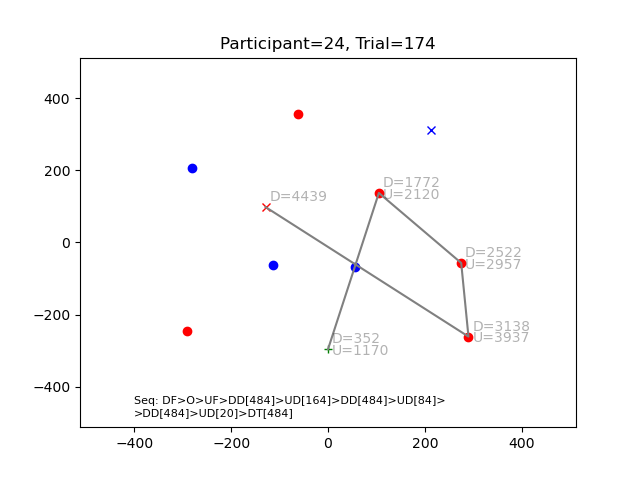 Participant=24, Trial=174
400
200
0
−200
−400
D=4439
D=1772
U=2120
D=2522
U=2957
D=3138
U=3937
D=352
U=1170
Seq: DF>O>UF>DD[484]>UD[164]>DD[484]>UD[84]>
>DD[484]>UD[20]>DT[484]
−400
−200
0
200
400